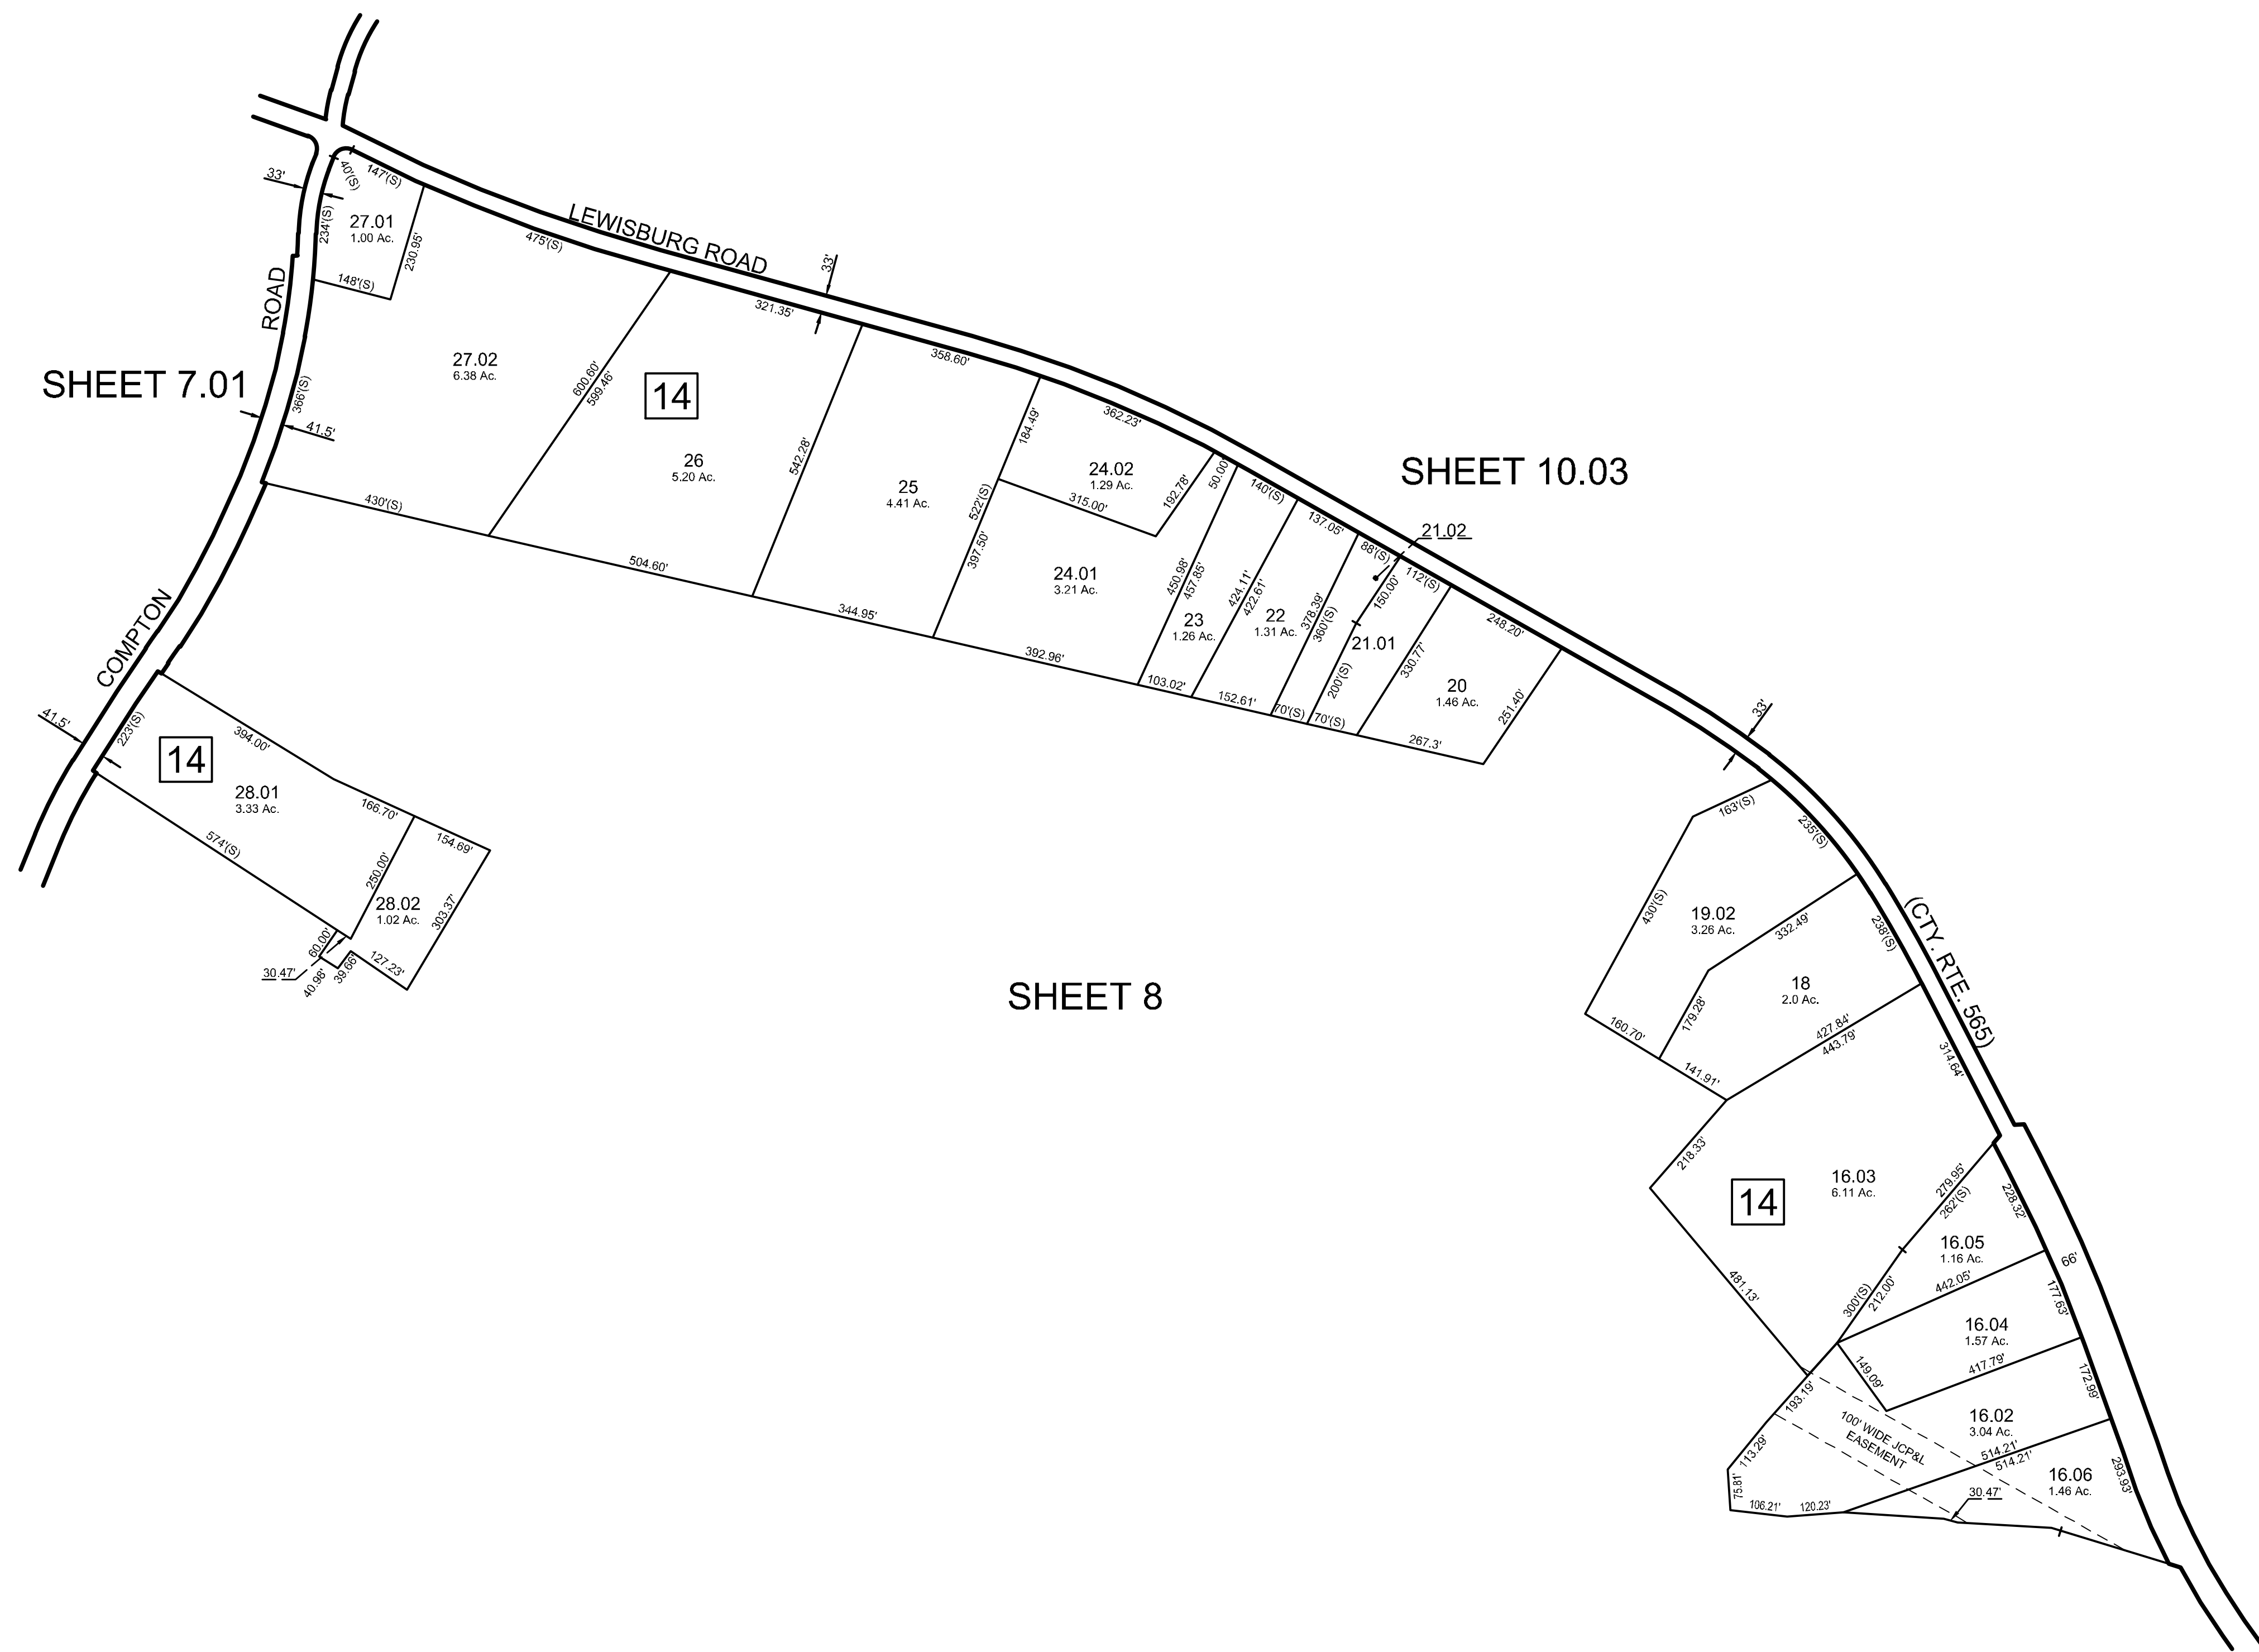 40'(S)
147'(S)
33'
234'(S)
27.01
1.00 Ac.
230.95'
148'(S)
LEWISBURG ROAD
475'(S)
33'
321.35'
ROAD
SHEET 7.01
366'(S)
41.5'
27.02
6.38 Ac.
600.60'
599.46'
14
26
5.20 Ac.
542.28'
358.60'
25
4.41 Ac.
184.49'
522'(S)
397.50'
362.23'
24.02
1.29 Ac.
315.00'
192.78'
50.00'
SHEET 10.03
140'(S)
137.05'
21.02
88'(S)
112'(S)
150.00'
430'(S)
504.60'
344.95'
24.01
3.21 Ac.
392.96'
450.98'
457.85'
23
1.26 Ac.
424.11'
422.61'
22
1.31 Ac.
378.39'
360'(S)
21.01
200'(S)
330.77'
248.20'
20
1.46 Ac.
251.40'
103.02'
152.61'
70'(S)
70'(S)
267.3'
COMPTON
41.5'
223'(S)
14
394.00'
28.01
3.33 Ac.
166.70'
154.69'
574'(S)
250.00'
28.02
1.02 Ac.
303.37'
60.00'
30.47'
40.98'
39.66'
127.23'
SHEET 8
33'
163'(S)
235'(S)
430'(S)
19.02
3.26 Ac.
332.49'
238'(S)
(CTY. RTE. 565)
18
2.0 Ac.
179.28'
160.70'
141.91'
427.84'
443.79'
314.64'
218.33'
14
16.03
6.11 Ac.
279.95'
262'(S)
228.32'
16.05
1.16 Ac.
66'
481.13'
300'(S)
212.00'
442.05'
177.63'
16.04
1.57 Ac.
149.09'
417.79'
172.99'
193.19'
16.02
3.04 Ac.
100' WIDE JCP&L
EASEMENT
113.29'
514.21'
514.21'
16.06
1.46 Ac.
293.93'
75.81'
106.21'
120.23'
30.47'